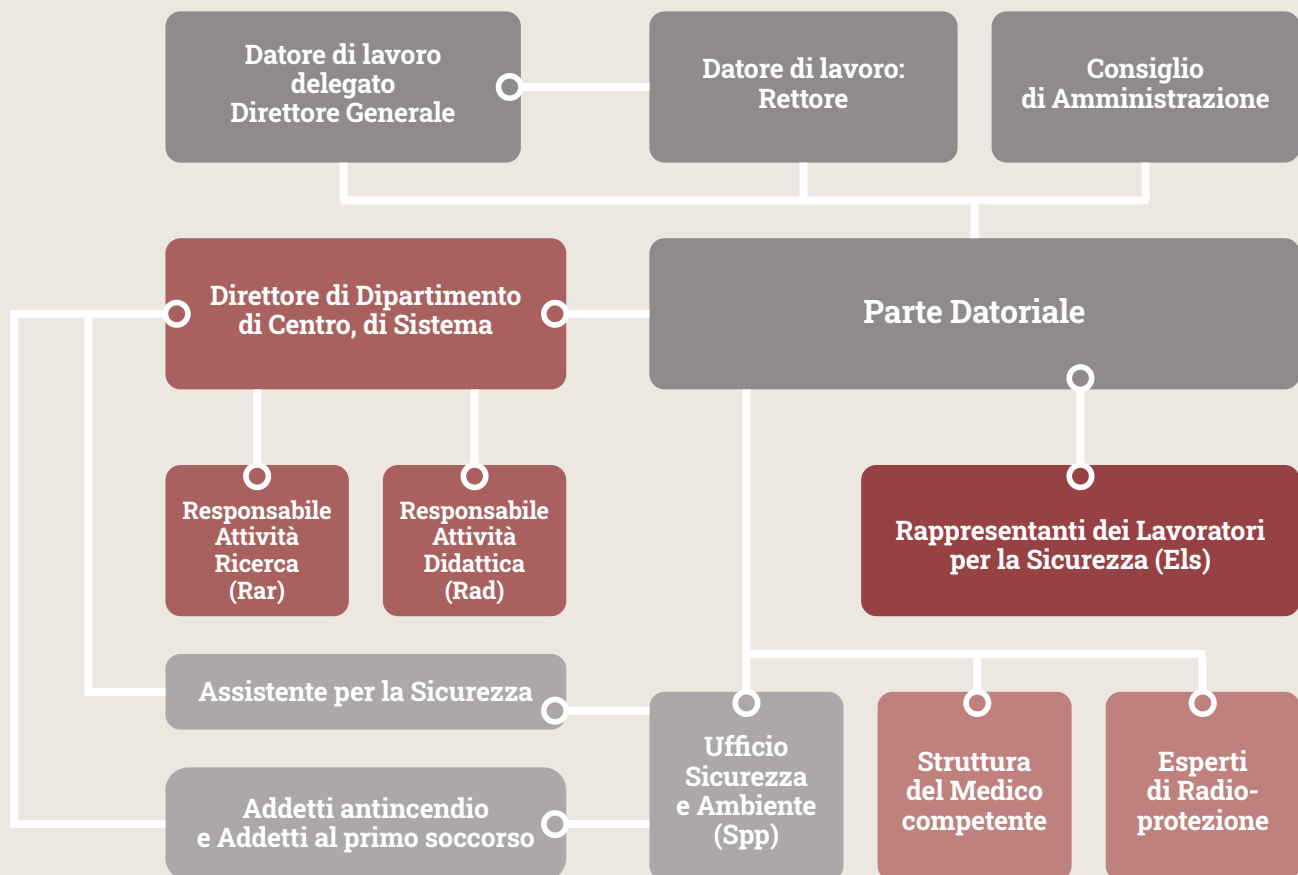 Datore di lavoro
delegato
Direttore Generale
Datore di lavoro:
Rettore
Consiglio
di Amministrazione
Direttore di Dipartimento
di Centro, di Sistema
Parte Datoriale
Responsabile
Attività
Ricerca
(Rar)
Responsabile
Attività
Didattica
(Rad)
Rappresentanti dei Lavoratori
per la Sicurezza (Els)
Assistente per la Sicurezza
Addetti antincendio
e Addetti al primo soccorso
Ufficio
Sicurezza
e Ambiente
(Spp)
Struttura
del Medico
competente
Esperti
di Radio-
protezione